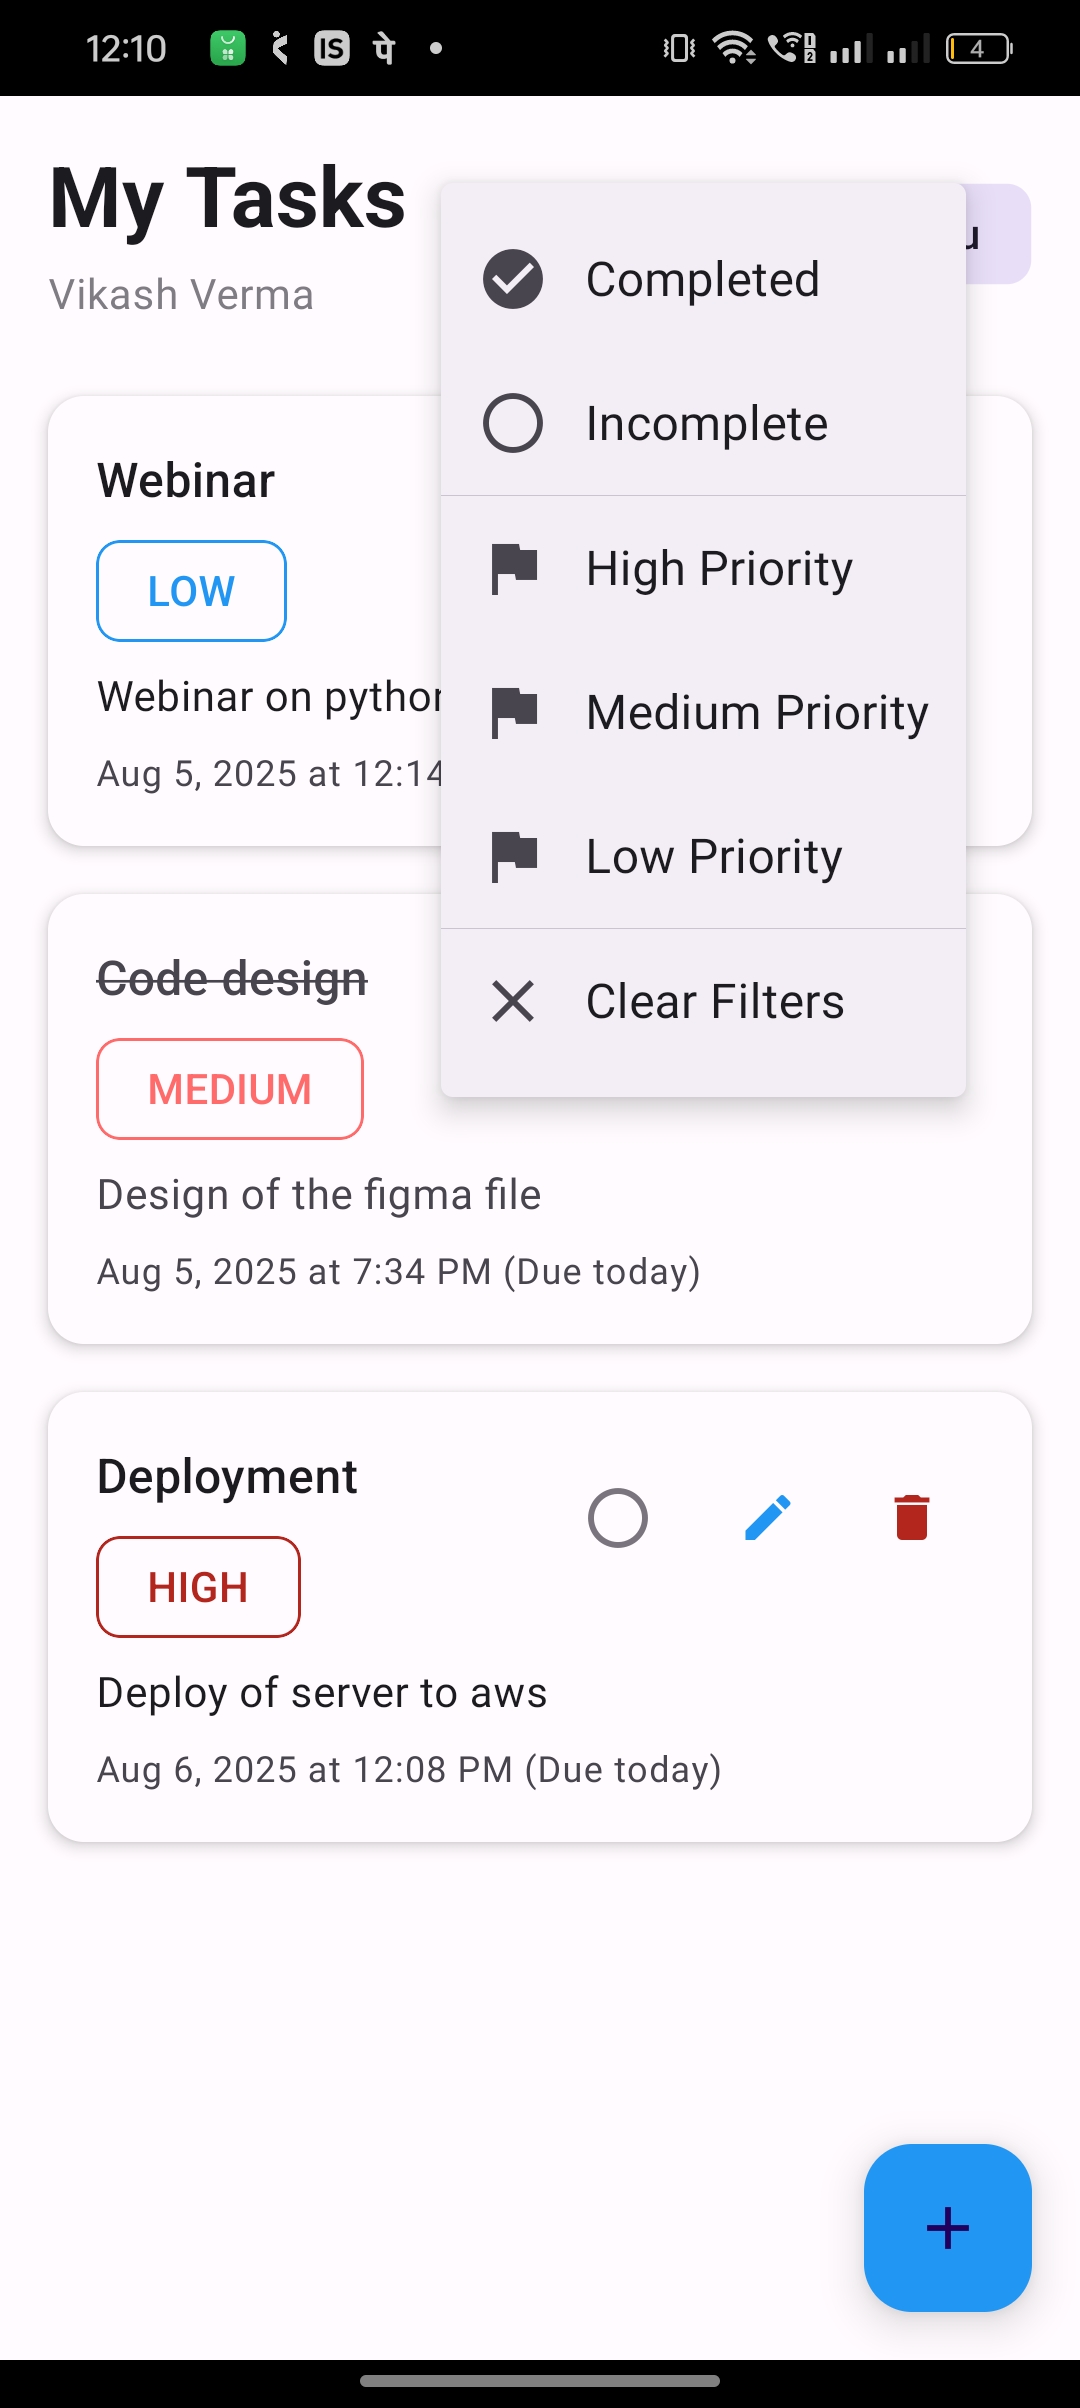 12:10
IS
पे
4
My Tasks
Vikash Verma
Completed
Incomplete
High Priority
Medium Priority
Low Priority
Clear Filters
Webinar
LOW
Webinar on python
Aug 5, 2025 at 12:14
Code design
MEDIUM
Design of the figma file
Aug 5, 2025 at 7:34 PM (Due today)
Deployment
HIGH
Deploy of server to aws
Aug 6, 2025 at 12:08 PM (Due today)